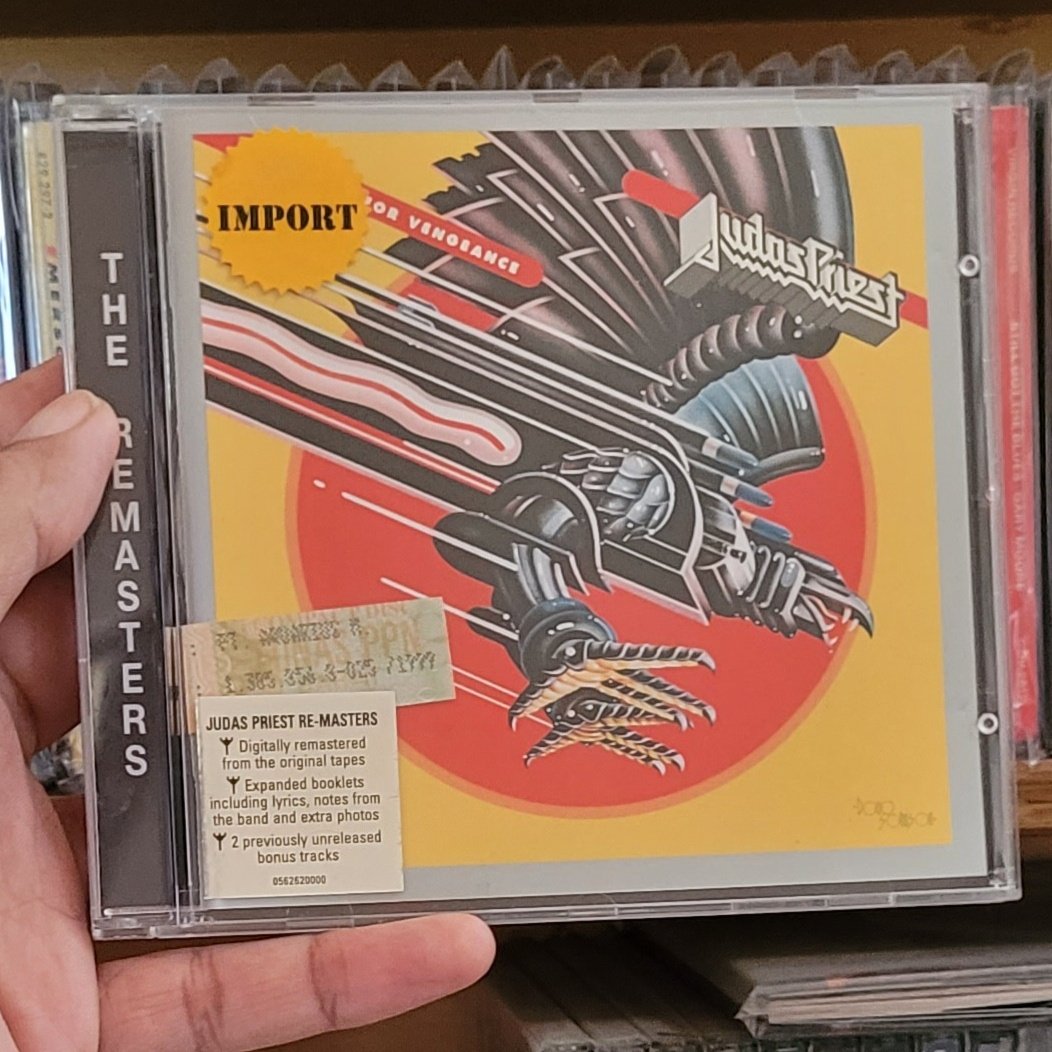 IMPORT
FOR VENGEANCE
Judas Priest
THE REMASTERS
JUDAS PRIEST RE-MASTERS
Digitally remastered
from the original tapes
Expanded booklets
including lyrics, notes from
the band and extra photos
2 previously unreleased
bonus tracks
0562620000